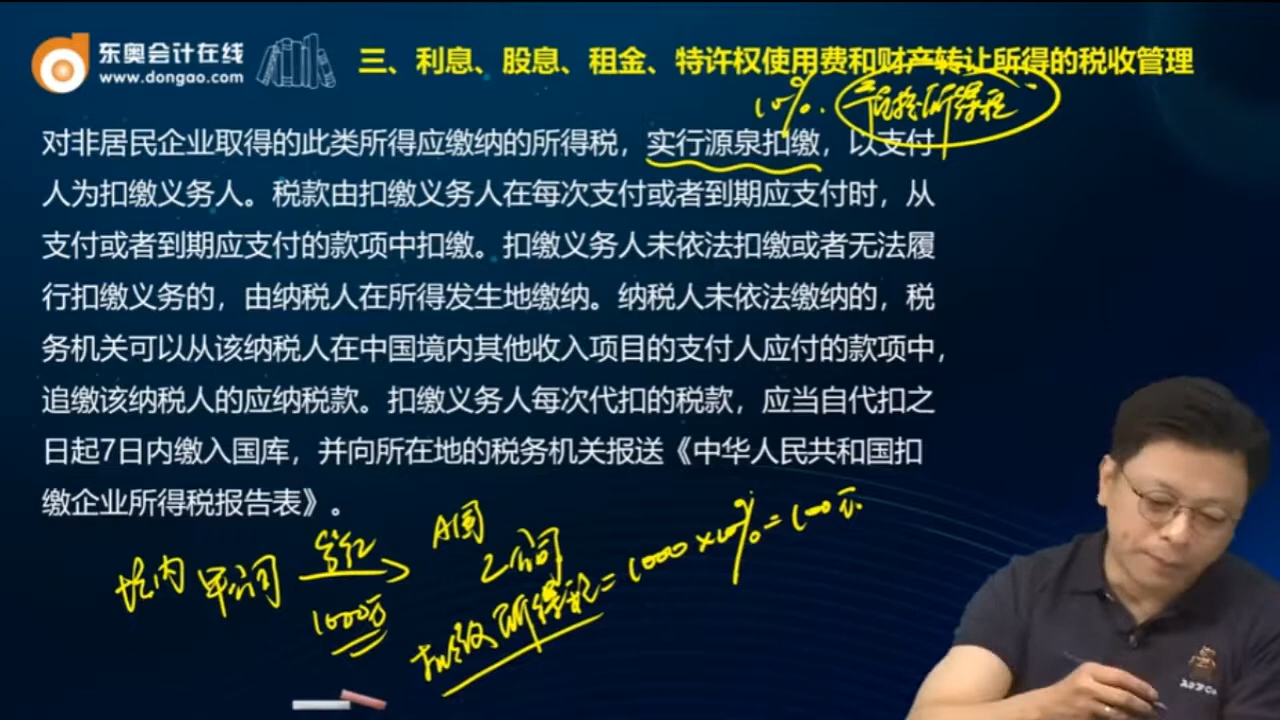 东奥会计在线
www.dongao.com
三、利息、股息、租金、特许权使用费和财产转让所得的税收管理
10%. 预提所得税
对非居民企业取得的此类所得应缴纳的所得税，实行源泉扣缴，以支付
人为扣缴义务人。税款由扣缴义务人在每次支付或者到期应支付时，从
支付或者到期应支付的款项中扣缴。扣缴义务人未依法扣缴或者无法履
行扣缴义务的，由纳税人在所得发生地缴纳。纳税人未依法缴纳的，税
务机关可以从该纳税人在中国境内其他收入项目的支付人应付的款项中，
追缴该纳税人的应纳税款。扣缴义务人每次代扣的税款，应当自代扣之
日起7日内缴入国库，并向所在地的税务机关报送《中华人民共和国扣
缴企业所得税报告表》。
境内 甲公司 分红 A国
1000万 乙公司
扣缴所得税=1000×10%=100万